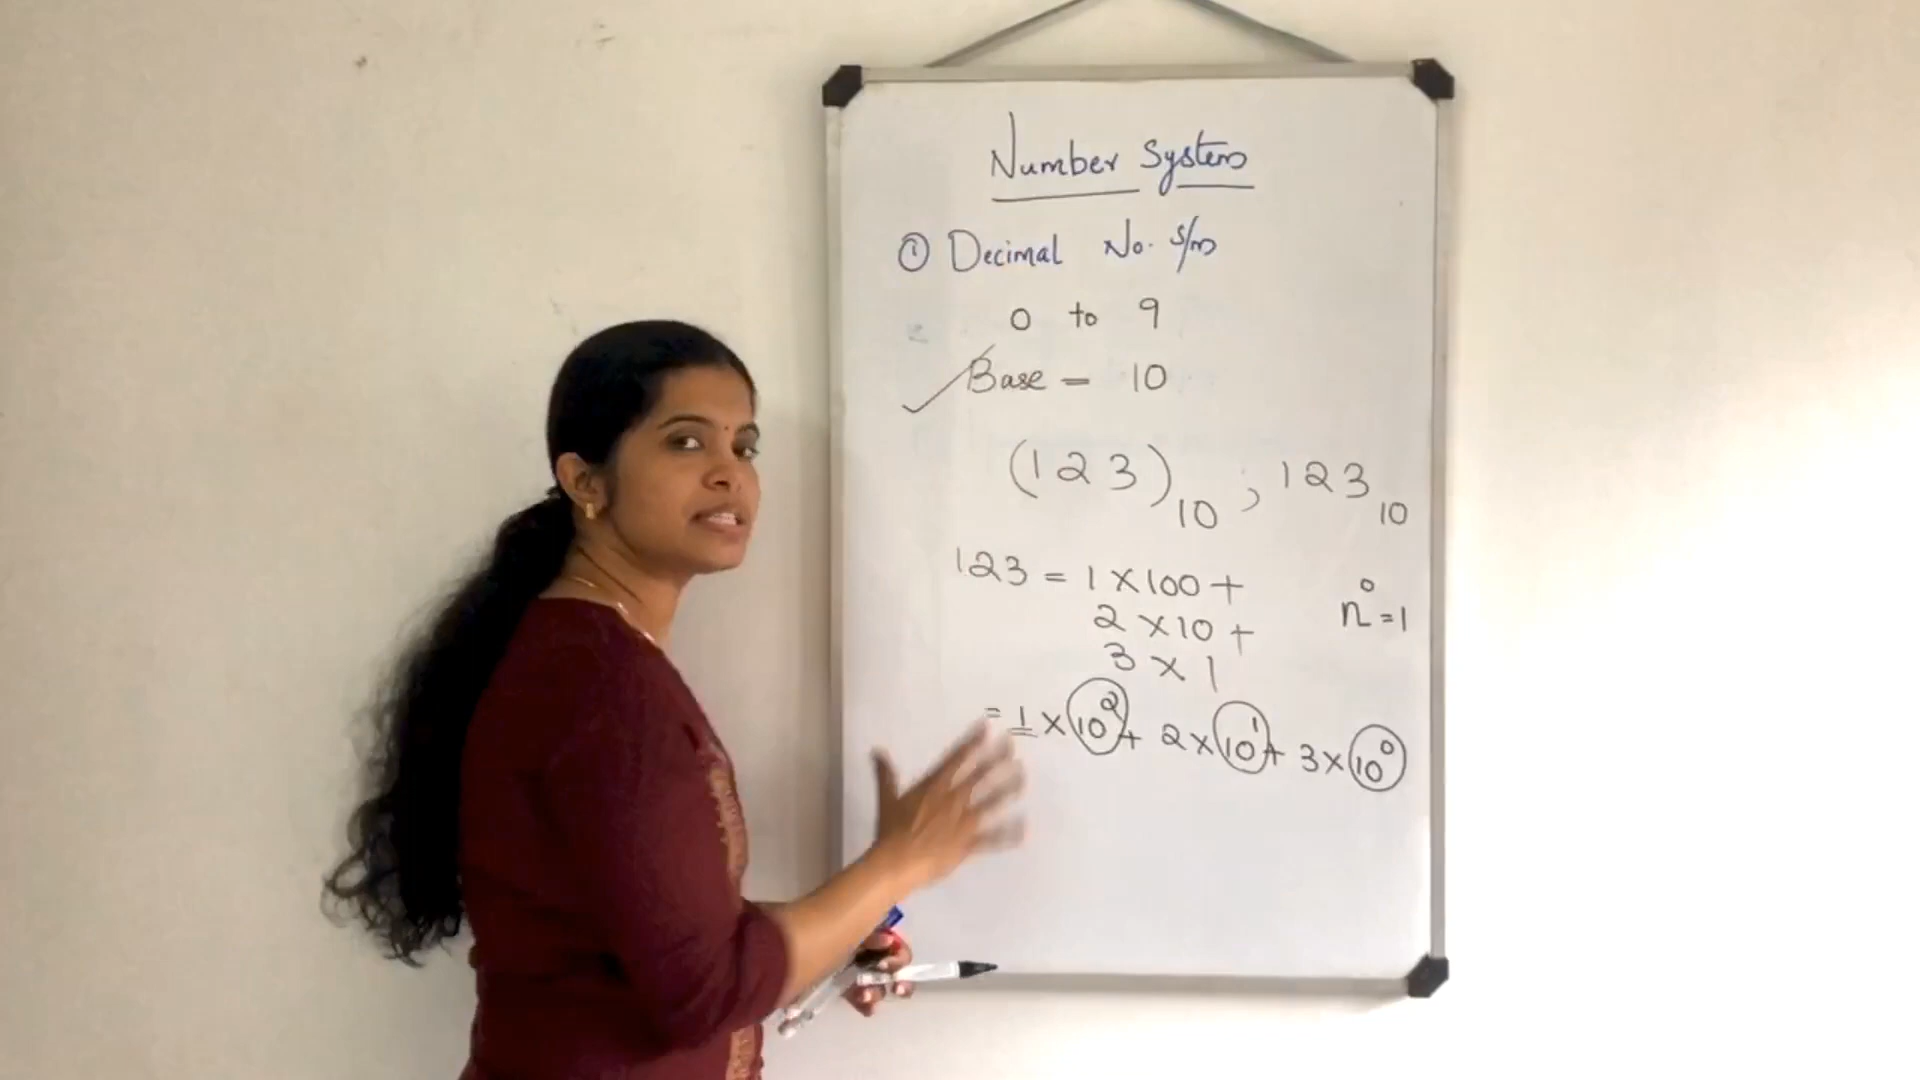 Number System
① Decimal No. s/m
0 to 9
Base = 10
(123)₁₀ ; 123₁₀
123 = 1 × 100 +
2 × 10 +
3 × 1
n⁰ = 1
= 1 × 10² + 2 × 10¹ + 3 × 10⁰